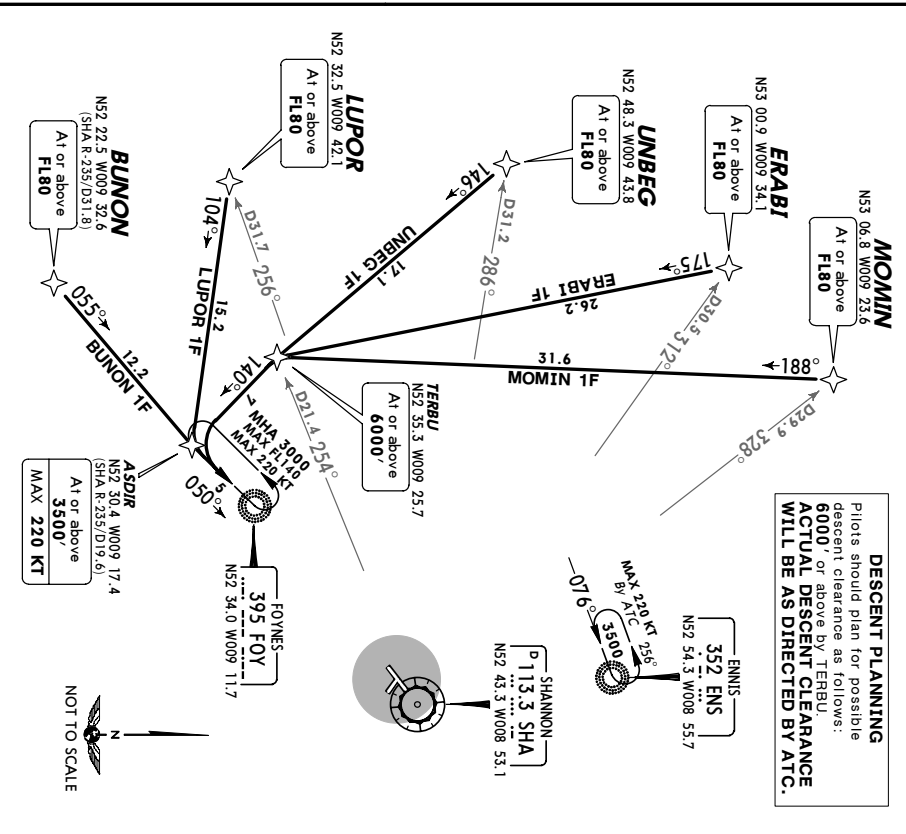 DESCENT PLANNING
Pilots should plan for possible
descent clearance as follows:
6000' or above by TERBU.
ACTUAL DESCENT CLEARANCE
WILL BE AS DIRECTED BY ATC.
MOMIN
N53 06.8 W009 23.6
At or above
FL80
ERABI
N53 00.9 W009 34.1
At or above
FL80
UNBEG
N52 48.3 W009 43.8
At or above
FL80
LUPOR
N52 32.5 W009 42.1
At or above
FL80
BUNON
N52 22.5 W009 32.6
(SHA R-235/D31.8)
At or above
FL80
188°
31.6
MOMIN 1F
D29.9 328°
175°
26.2
ERABI 1F
D30.5 312°
146°
17.1
UNBEG 1F
D31.2 286°
104°
15.2
LUPOR 1F
D31.7 256°
055°
12.2
BUNON 1F
TERBU
N52 35.3 W009 25.7
At or above
6000'
D21.4 254°
140°
7
MHA 3000
MAX FL140
MAX 220 KT
5
050°
ASDIR
N52 30.4 W009 17.4
(SHA R-235/D19.6)
At or above
3500'
MAX 220 KT
FOYNES
395 FOY
N52 34.0 W009 11.7
ENNIS
352 ENS
N52 54.3 W008 55.7
MAX 220 KT
By ATC
256°
3500
076°
SHANNON
D 113.3 SHA
N52 43.3 W008 53.1
N
NOT TO SCALE